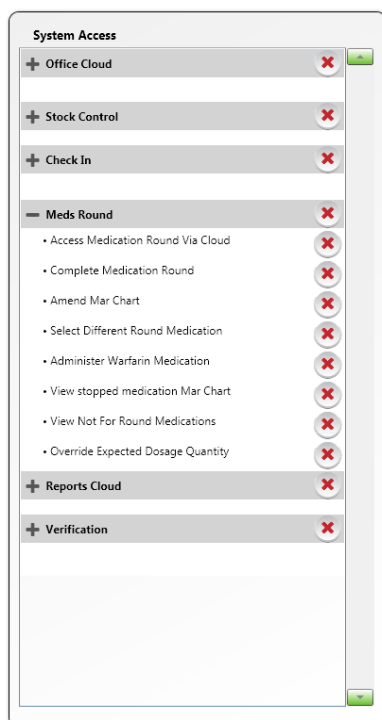 System Access
Office Cloud
Stock Control
Check In
Meds Round
• Access Medication Round Via Cloud
• Complete Medication Round
• Amend Mar Chart
• Select Different Round Medication
• Administer Warfarin Medication
• View stopped medication Mar Chart
• View Not For Round Medications
• Override Expected Dosage Quantity
Reports Cloud
Verification